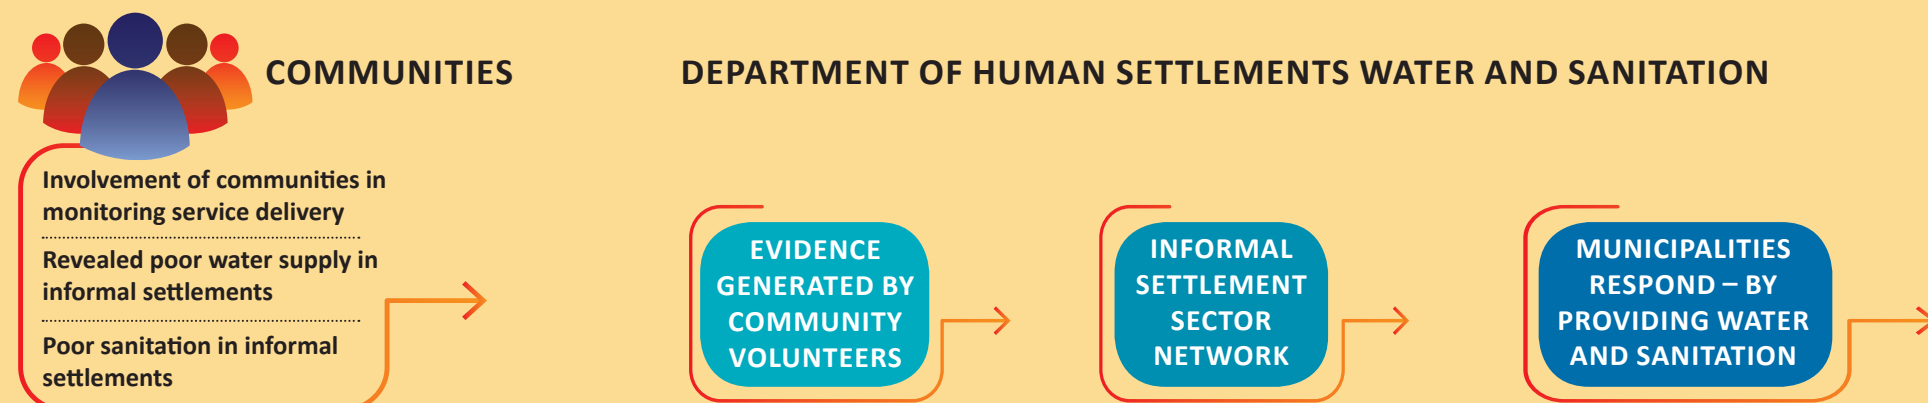 COMMUNITIES
Involvement of communities in
monitoring service delivery
Revealed poor water supply in
informal settlements
Poor sanitation in informal
settlements
DEPARTMENT OF HUMAN SETTLEMENTS WATER AND SANITATION
EVIDENCE
GENERATED BY
COMMUNITY
VOLUNTEERS
INFORMAL
SETTLEMENT
SECTOR
NETWORK
MUNICIPALITIES
RESPOND – BY
PROVIDING WATER
AND SANITATION